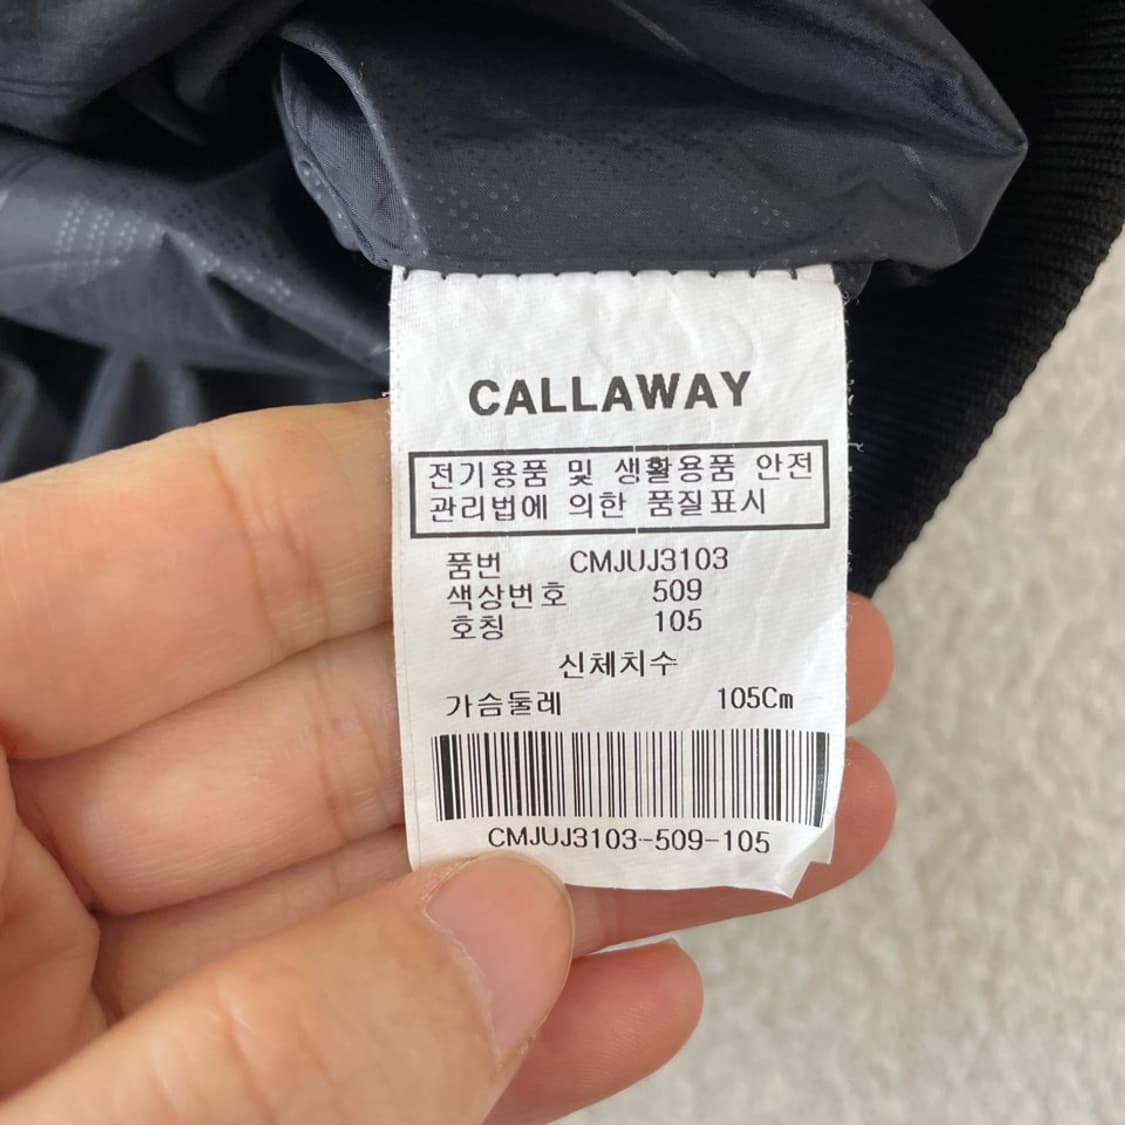 CALLAWAY
전기용품 및 생활용품 안전
관리법에 의한 품질표시
품번 CMJUJ3103
색상번호 509
호칭 105
신체치수
가슴둘레 105Cm
CMJUJ3103-509-105